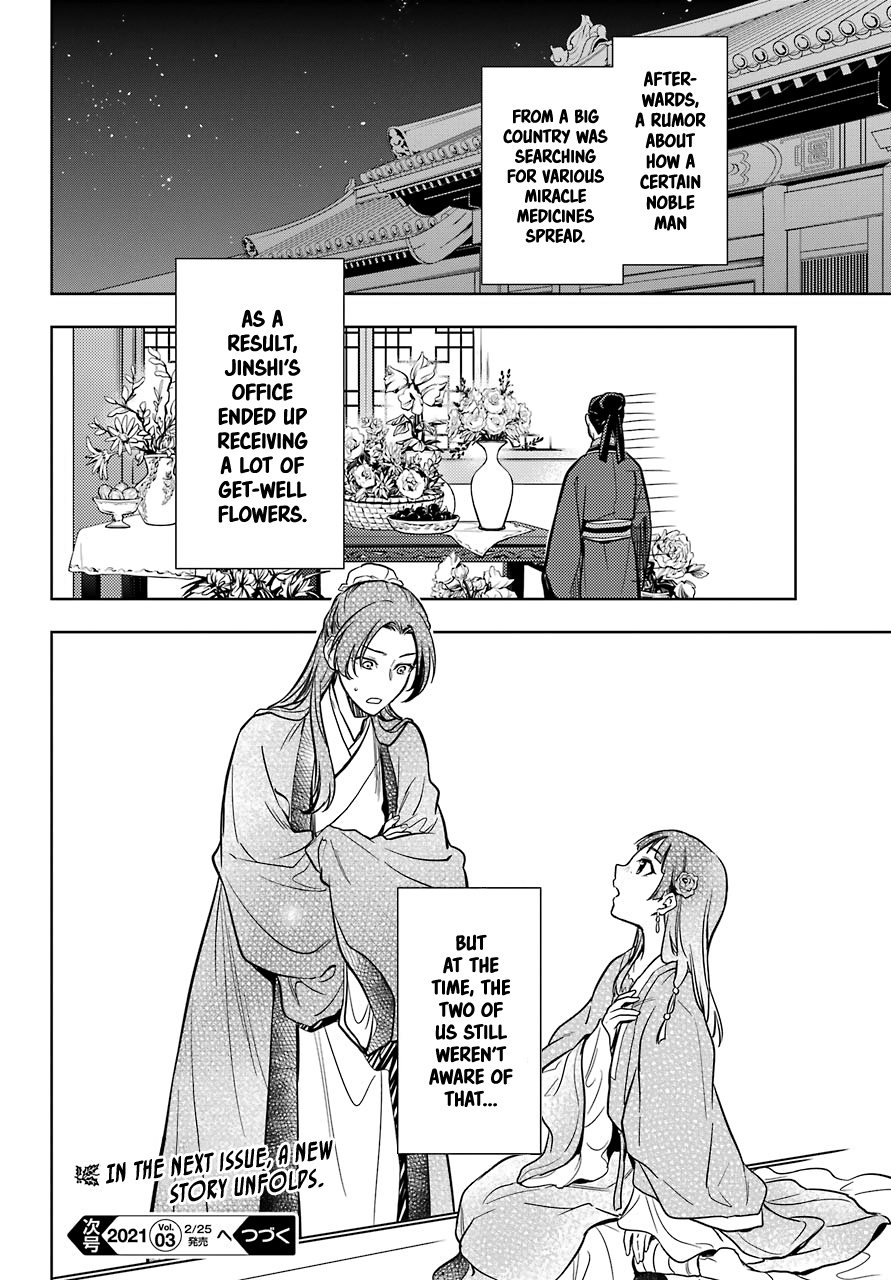 AFTER-
WARDS,
A RUMOR
ABOUT
HOW A
CERTAIN
NOBLE
MAN
FROM A BIG
COUNTRY WAS
SEARCHING
FOR VARIOUS
MIRACLE
MEDICINES
SPREAD.
AS A
RESULT,
JINSHI'S
OFFICE
ENDED UP
RECEIVING
A LOT OF
GET-WELL
FLOWERS.
BUT
AT THE
TIME, THE
TWO OF
US STILL
WEREN'T
AWARE OF
THAT...
IN THE NEXT ISSUE, A NEW
STORY UNFOLDS.
次号 2021 Vol. 03 2/25 発売 へつづく